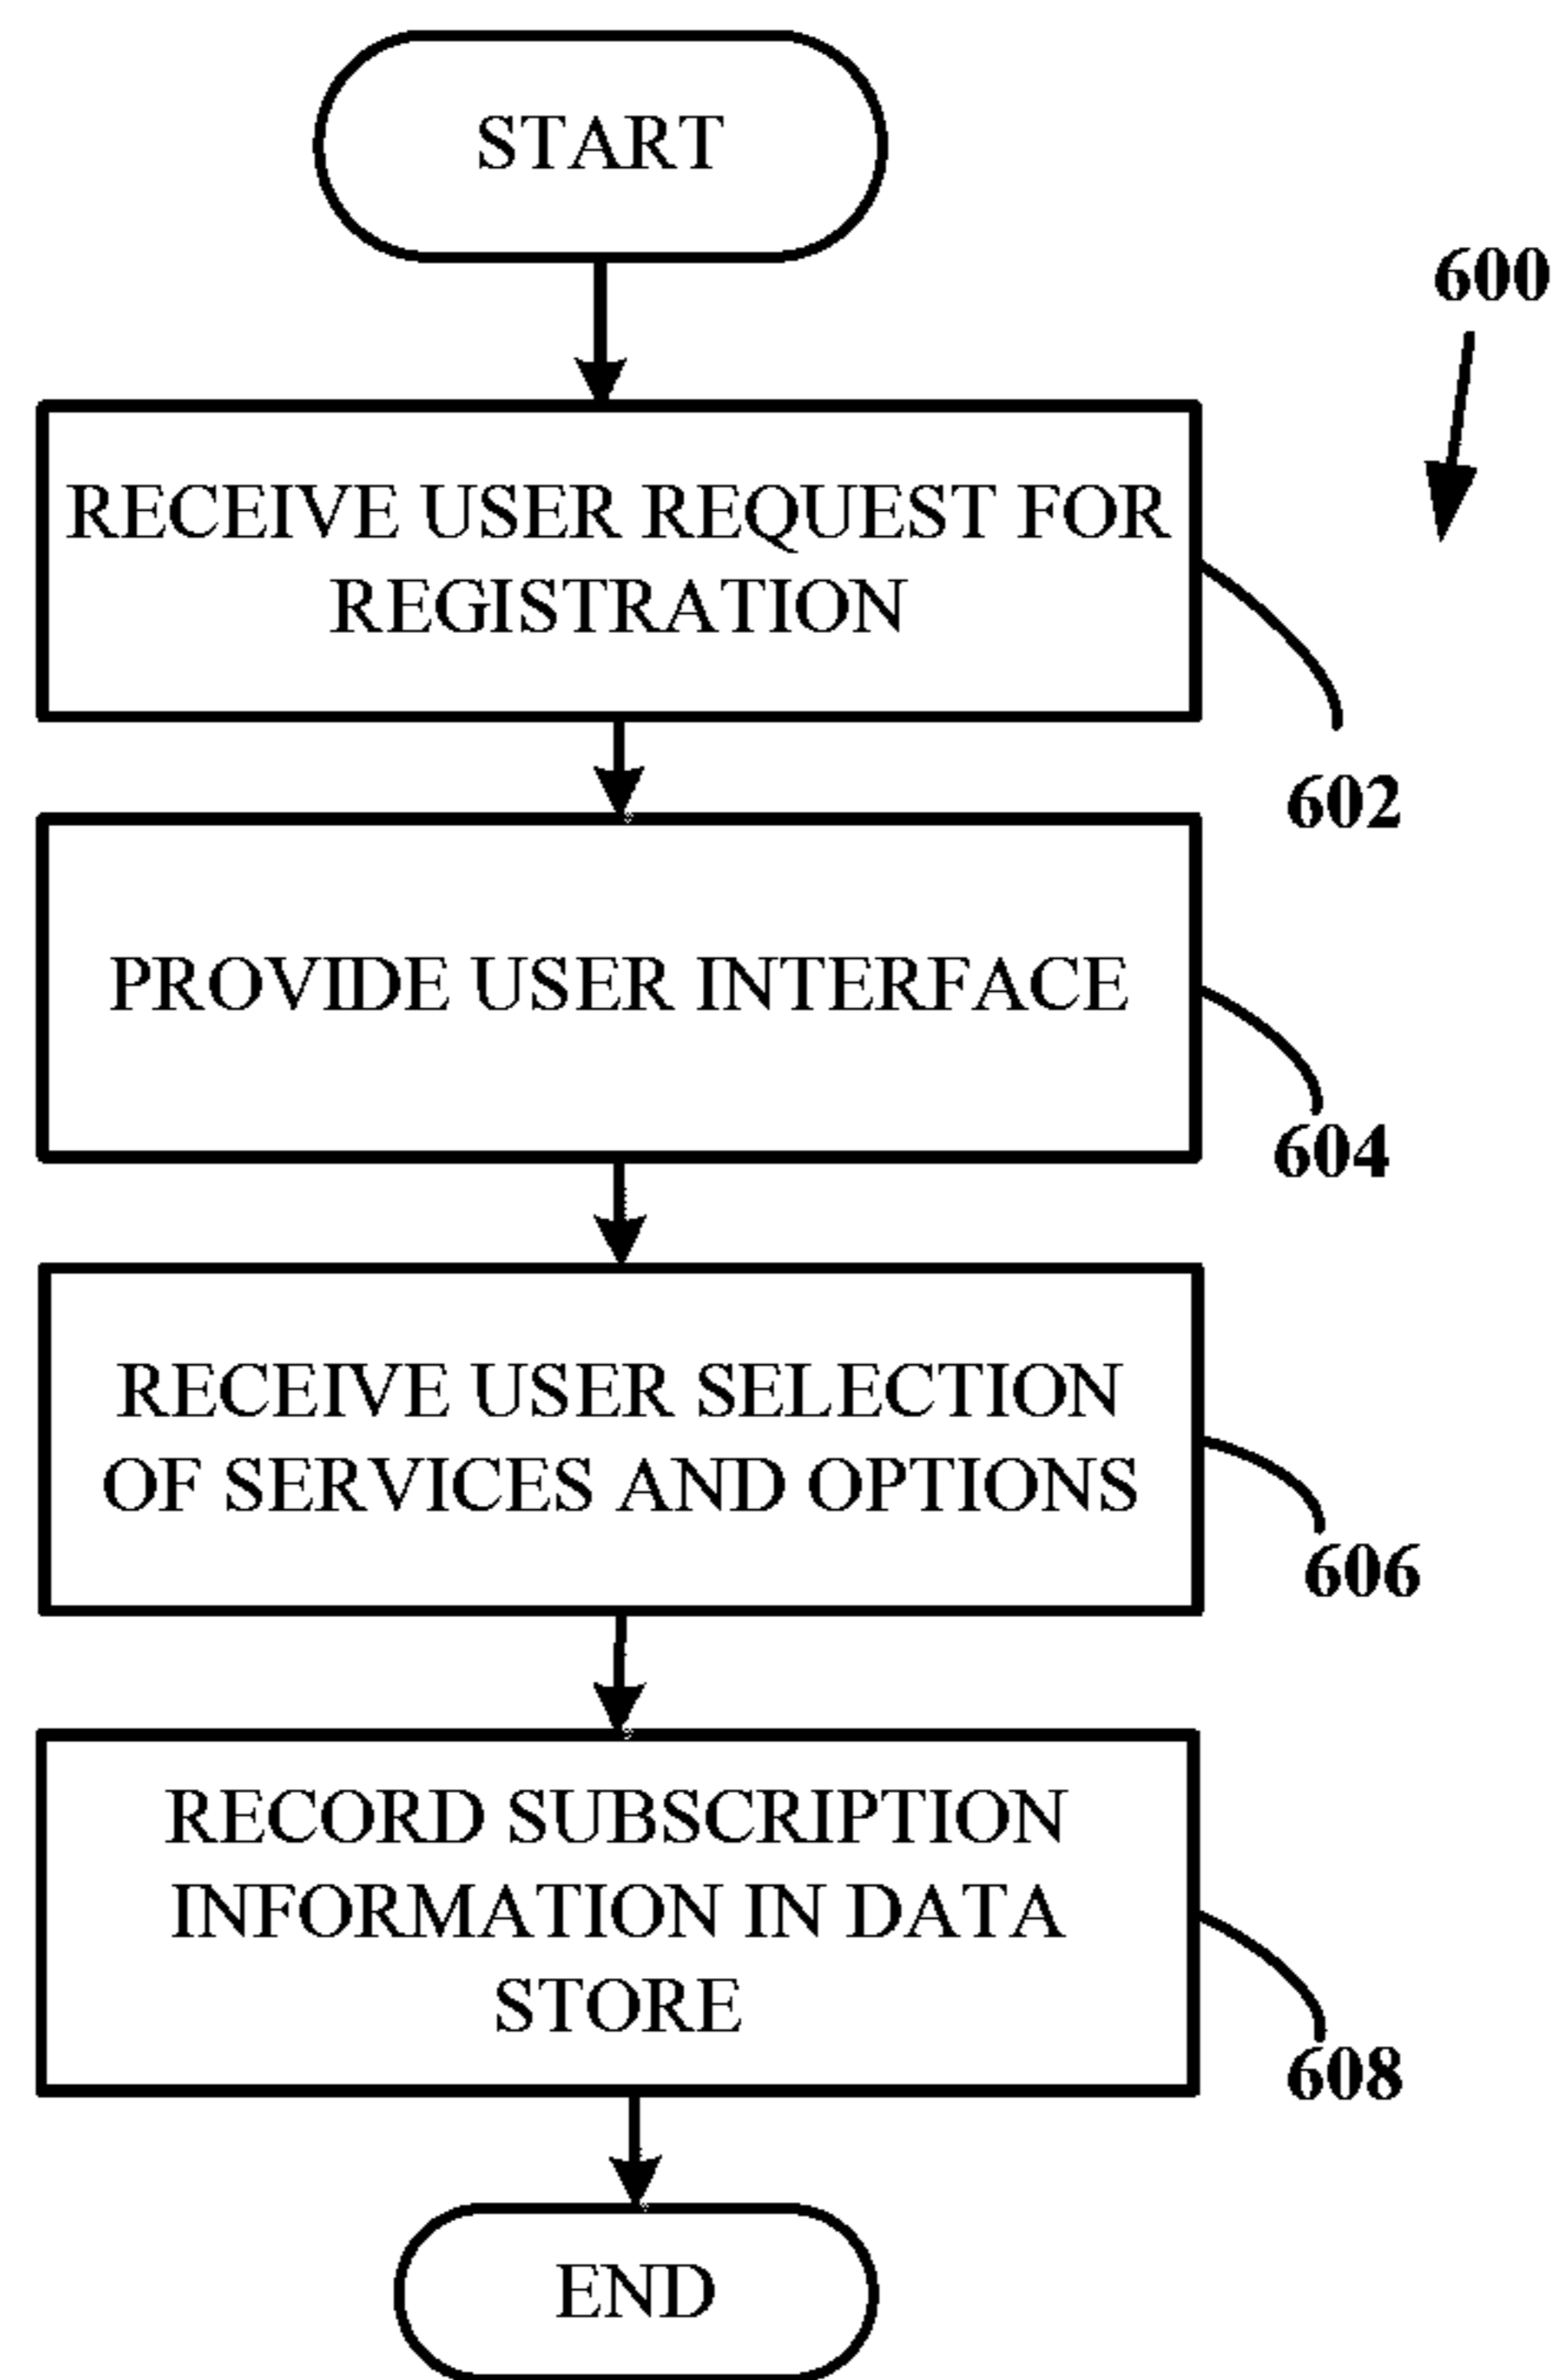 START
600
RECEIVE USER REQUEST FOR
REGISTRATION
602
PROVIDE USER INTERFACE
604
RECEIVE USER SELECTION
OF SERVICES AND OPTIONS
606
RECORD SUBSCRIPTION
INFORMATION IN DATA
STORE
608
END